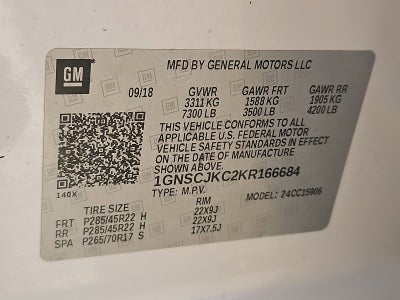 GM
MFD BY GENERAL MOTORS LLC
09/18 GVWR GAWR FRT GAWR RR
3311 KG 1588 KG 1905 KG
7300 LB 3500 LB 4200 LB
THIS VEHICLE CONFORMS TO ALL
APPLICABLE U.S. FEDERAL MOTOR
VEHICLE SAFETY STANDARDS IN EFFECT
ON THE DATE OF MANUFACTURE
SHOWN ABOVE.
1GNSCJKC2KR166684
140X TYPE: M.P.V. MODEL: 24CC15906
TIRE SIZE RIM
FRT P285/45R22 H 22X9J
RR P285/45R22 H 22X9J
SPA P265/70R17 S 17X7.5J